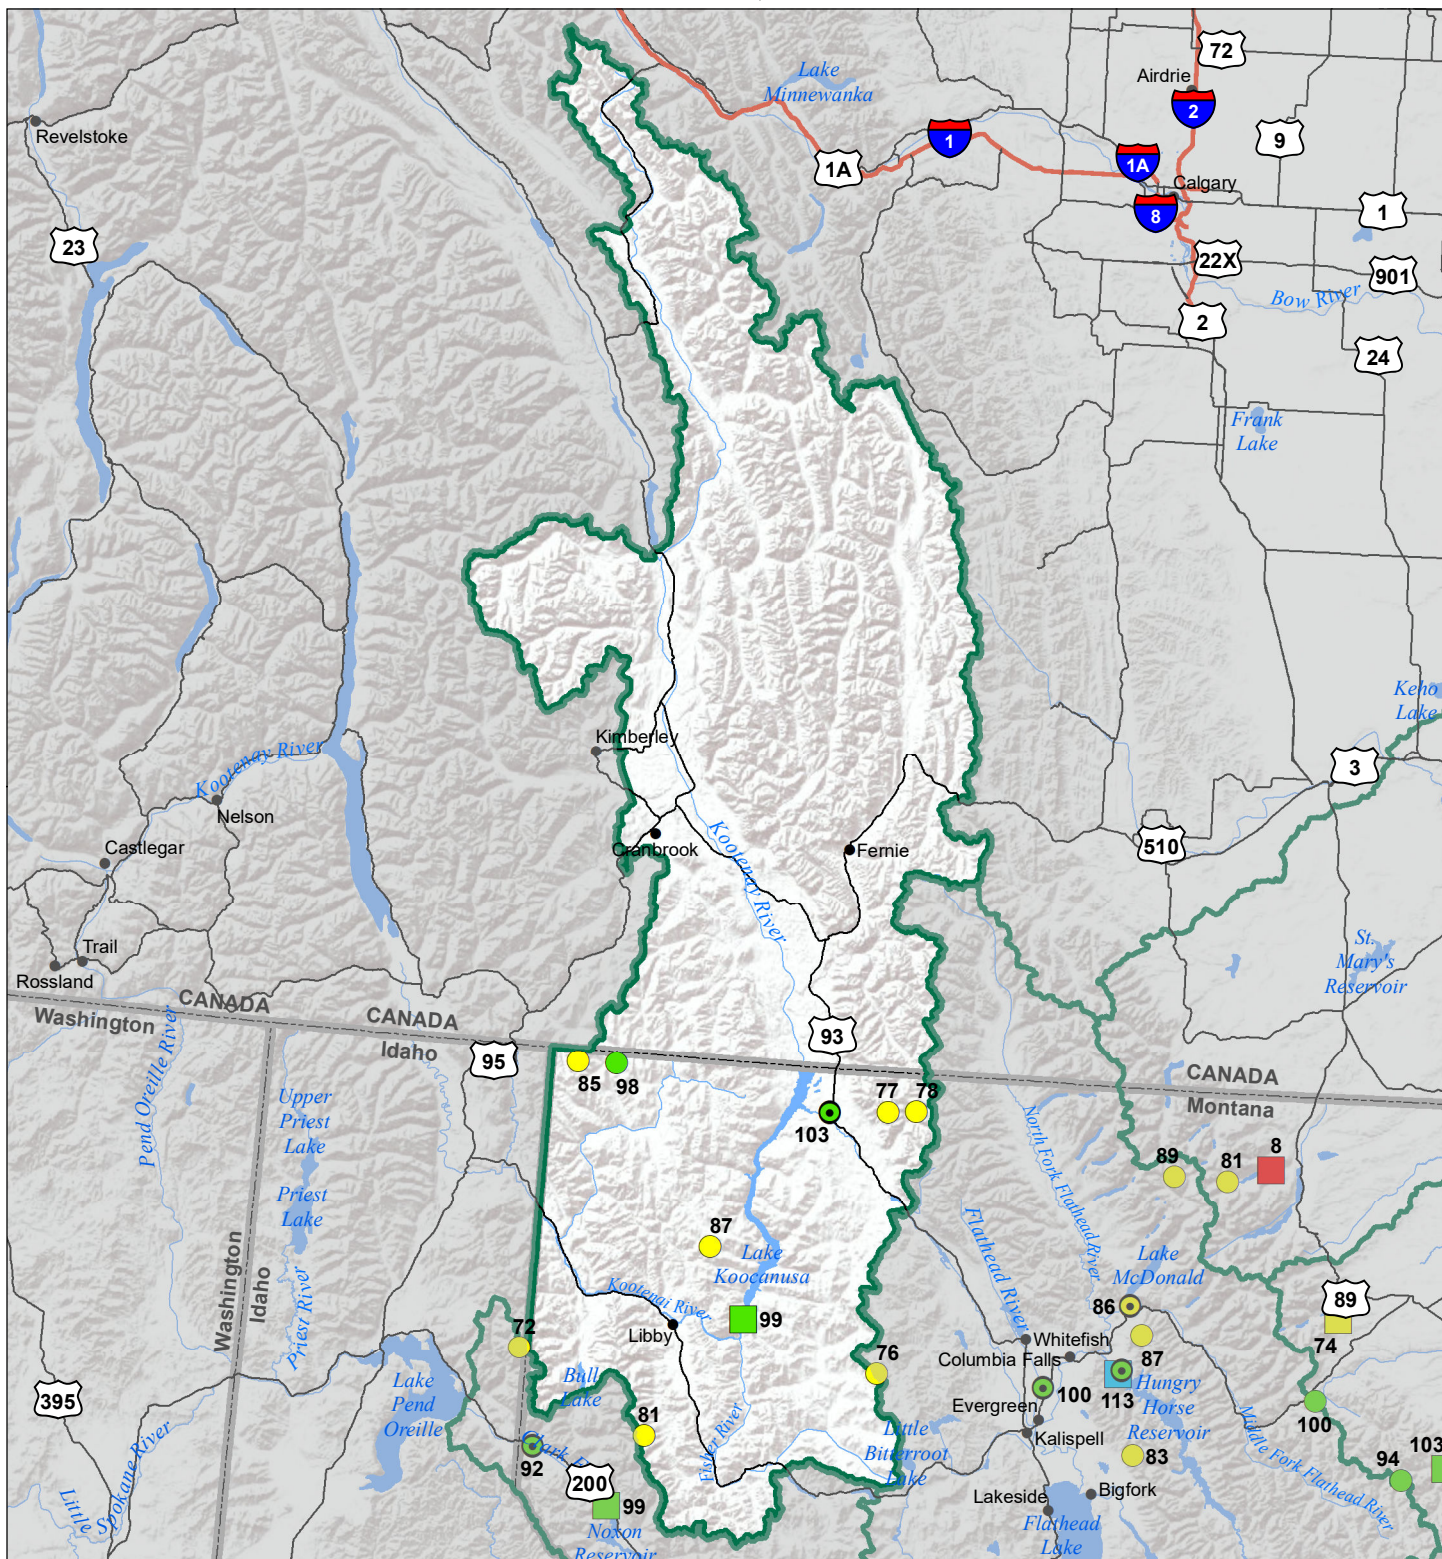 72
Airdrie
2
Lake
Minnewanka
Revelstoke
9
1
1A
1A
Calgary
8
1
23
22X
901
Bow River
2
24
Frank
Lake
Keho
Lake
Kimberley
Kootenay River
3
Nelson
Castlegar
Cranbrook
Kootenay River
Fernie
510
Trail
Rossland
St.
Mary's
Reservoir
CANADA
Washington
CANADA
Idaho
93
95
Pend Oreille River
85
98
77
78
CANADA
Montana
Upper
Priest
Lake
103
North Fork Flathead River
89
81
8
Priest
Lake
Washington
Idaho
Priest River
87
Lake
Koocanusa
Flathead River
Lake
McDonald
Kootenai River
99
Libby
86
89
74
72
Whitefish
Columbia Falls
76
Bull
Lake
Lake
Pend
Oreille
395
87
113
Hungry
Horse
Reservoir
100
Evergreen
Kalispell
100
81
Fisher River
Little
Bitterroot
Lake
Clark F
92
200
99
Noxon
Reservoir
83
Middle Fork Flathead River
94
103
Little
Spokane River
Lakeside
Bigfork
Flathead
Lake